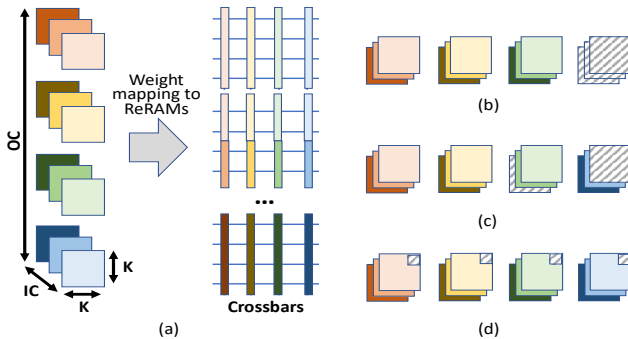 OC
IC
K
K
Weight
mapping to
ReRAMs
...
Crossbars
(a)
(b)
(c)
(d)